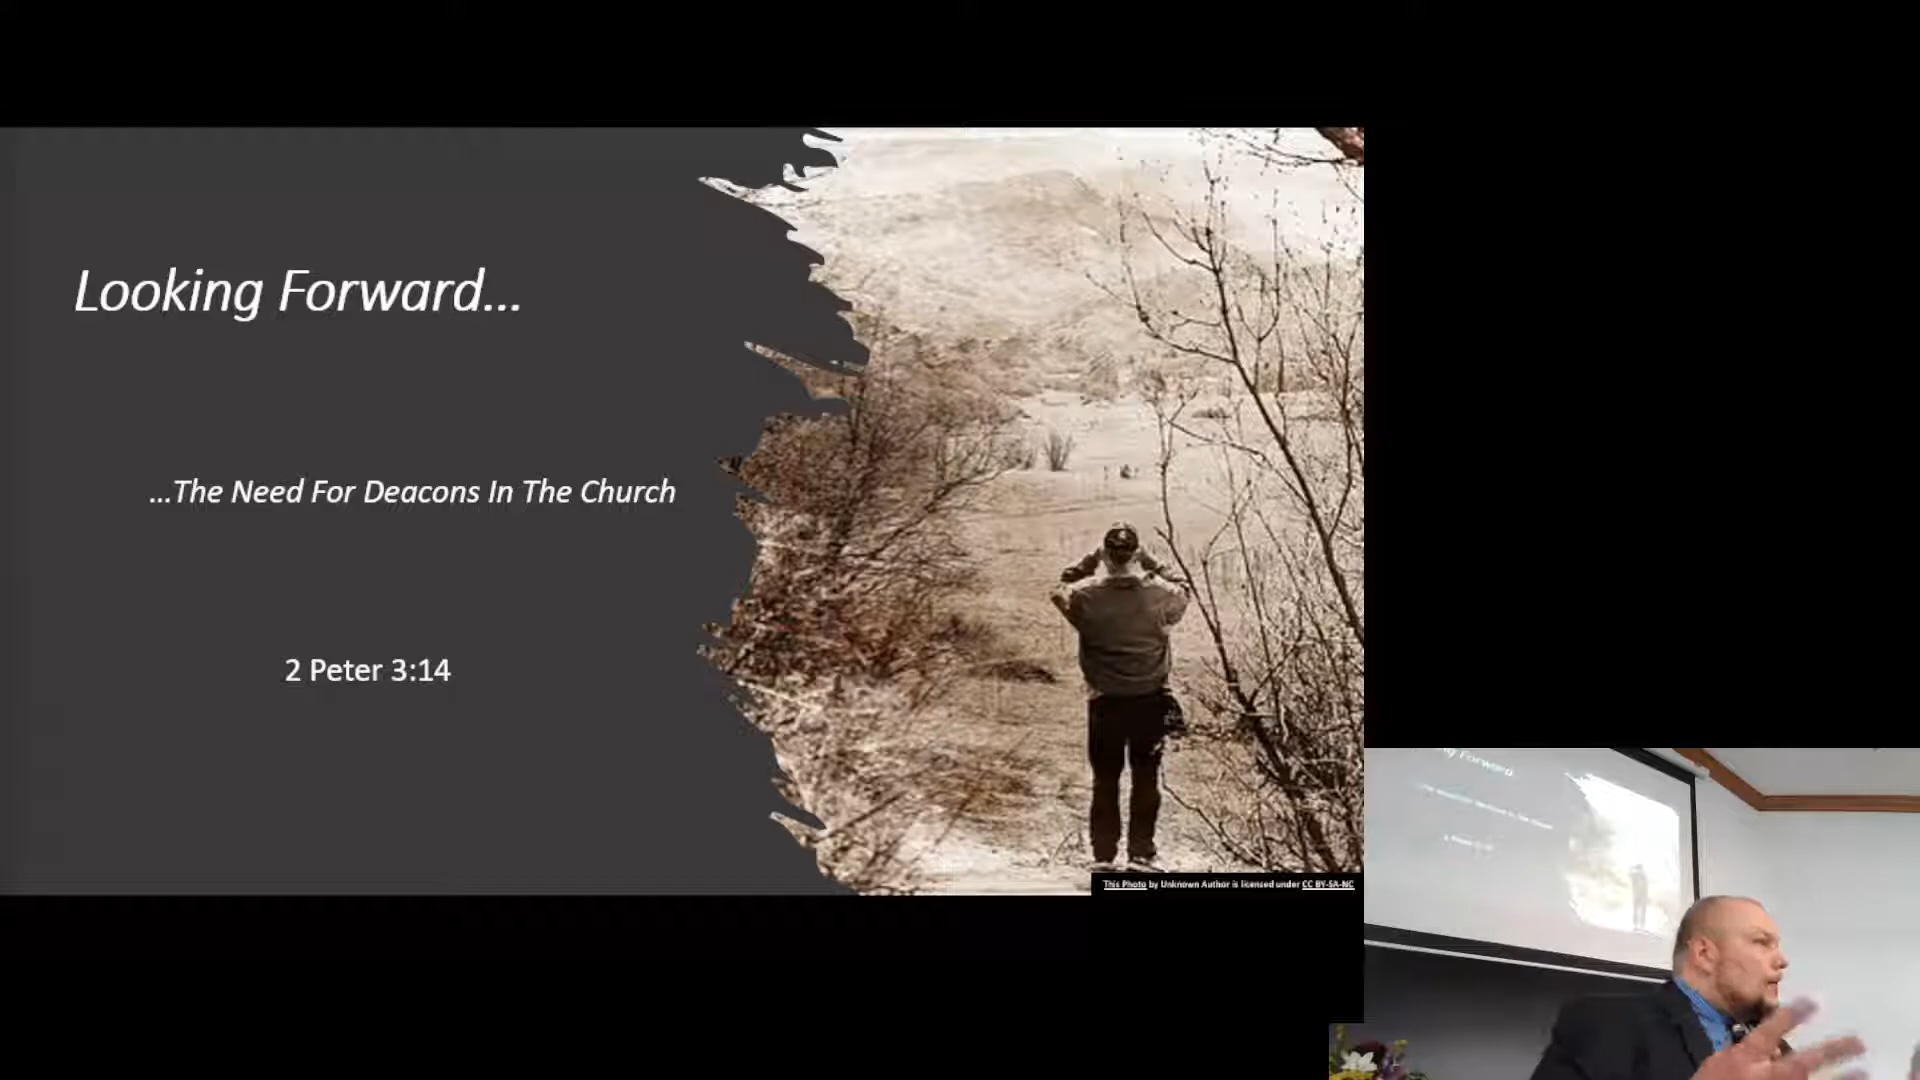 Looking Forward...
...The Need For Deacons In The Church
2 Peter 3:14
This Photo by Unknown Author is licensed under CC BY-SA-NC
Forward